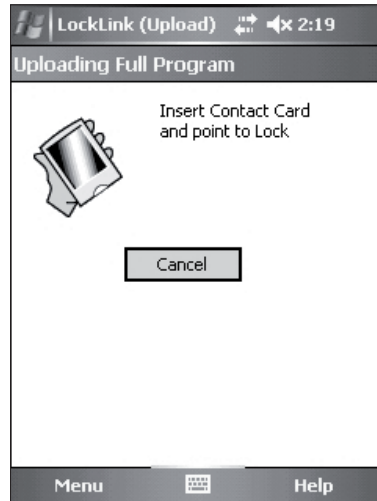 LockLink (Upload) 2:19
Uploading Full Program
Insert Contact Card
and point to Lock
Cancel
Menu Help